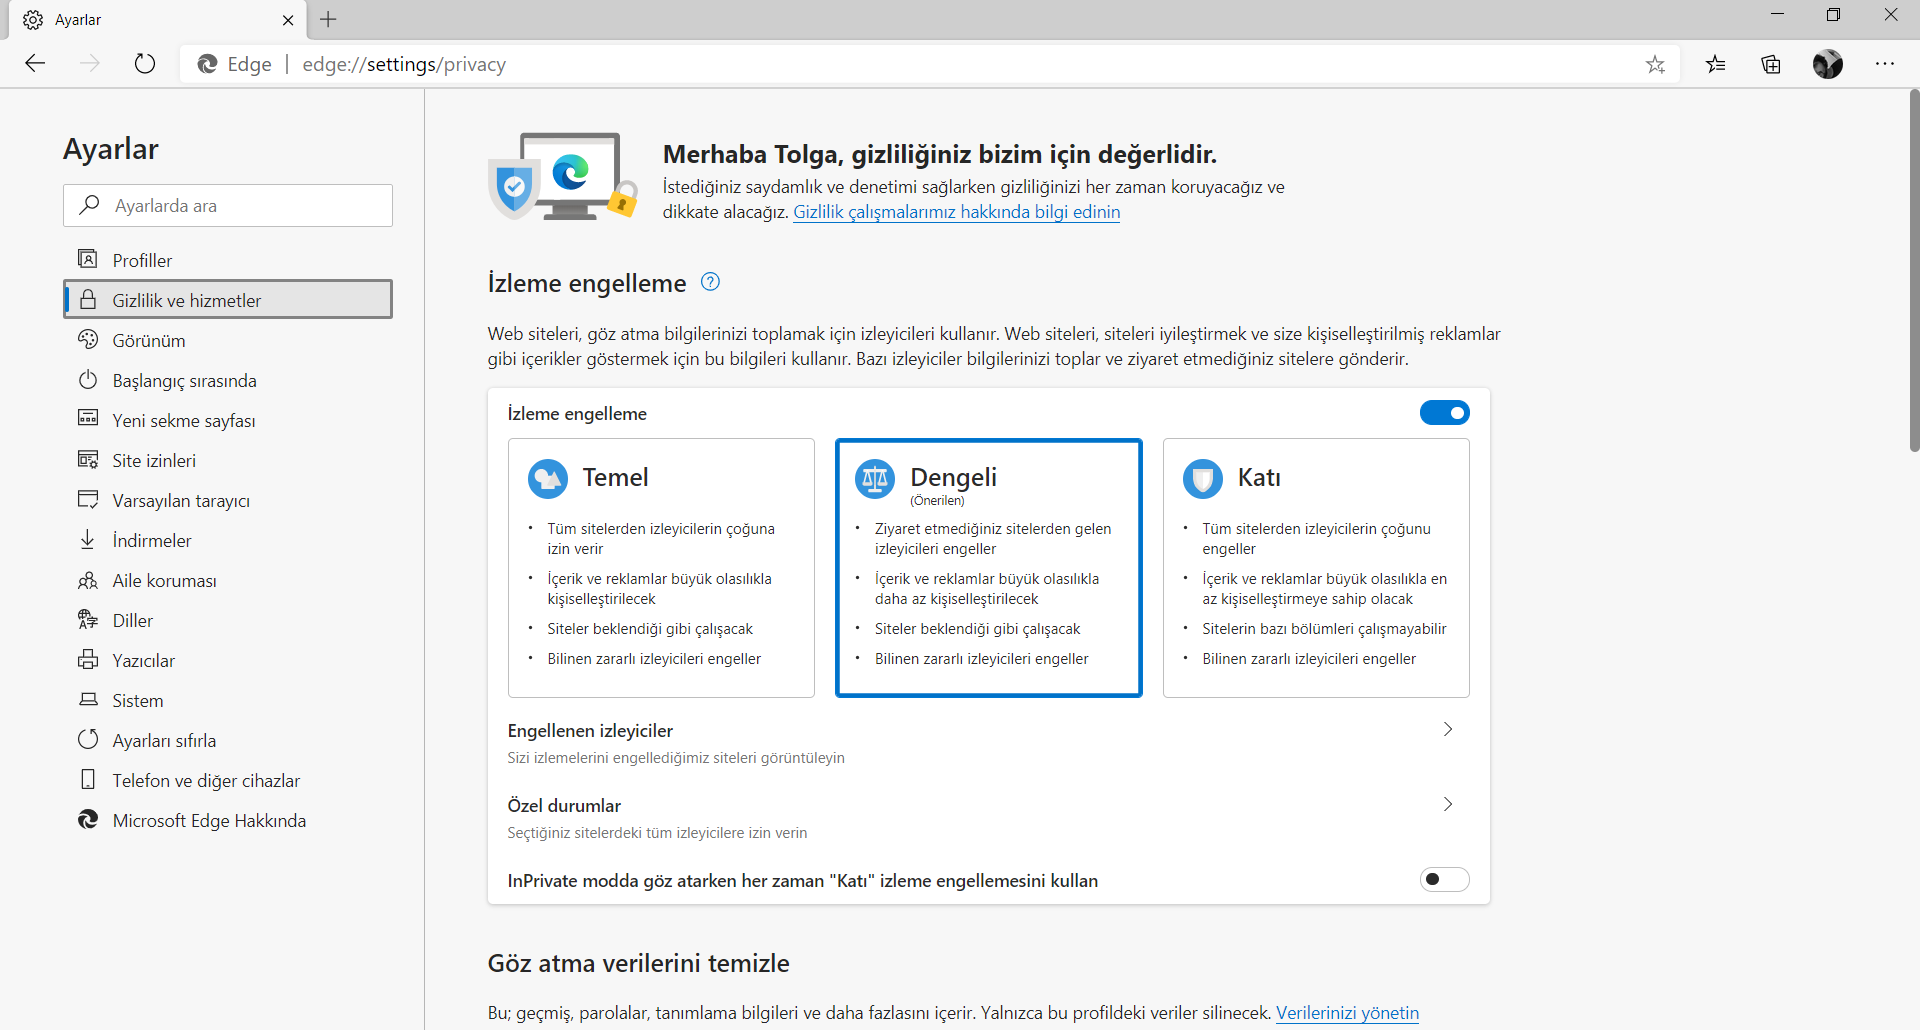 Ayarlar
Edge
edge://settings/privacy
Ayarlar
Ayarlarda ara
Profiller
Gizlilik ve hizmetler
Görünüm
Başlangıç sırasında
Yeni sekme sayfası
Site izinleri
Varsayılan tarayıcı
İndirmeler
Aile koruması
Diller
Yazıcılar
Sistem
Ayarları sıfırla
Telefon ve diğer cihazlar
Microsoft Edge Hakkında
Merhaba Tolga, gizliliğiniz bizim için değerlidir.
İstediğiniz saydamlık ve denetimi sağlarken gizliliğinizi her zaman koruyacağız ve
dikkate alacağız. Gizlilik çalışmalarımız hakkında bilgi edinin
İzleme engelleme
Web siteleri, göz atma bilgilerinizi toplamak için izleyicileri kullanır. Web siteleri, siteleri iyileştirmek ve size kişiselleştirilmiş reklamlar
gibi içerikler göstermek için bu bilgileri kullanır. Bazı izleyiciler bilgilerinizi toplar ve ziyaret etmediğiniz sitelere gönderir.
İzleme engelleme
Temel
• Tüm sitelerden izleyicilerin çoğuna
izin verir
• İçerik ve reklamlar büyük olasılıkla
kişiselleştirilecek
• Siteler beklendiği gibi çalışacak
• Bilinen zararlı izleyicileri engeller
Dengeli
(Önerilen)
• Ziyaret etmediğiniz sitelerden gelen
izleyicileri engeller
• İçerik ve reklamlar büyük olasılıkla
daha az kişiselleştirilecek
• Siteler beklendiği gibi çalışacak
• Bilinen zararlı izleyicileri engeller
Katı
• Tüm sitelerden izleyicilerin çoğunu
engeller
• İçerik ve reklamlar büyük olasılıkla en
az kişiselleştirmeye sahip olacak
• Sitelerin bazı bölümleri çalışmayabilir
• Bilinen zararlı izleyicileri engeller
Engellenen izleyiciler
Sizi izlemelerini engellediğimiz siteleri görüntüleyin
Özel durumlar
Seçtiğiniz sitelerdeki tüm izleyicilere izin verin
InPrivate modda göz atarken her zaman "Katı" izleme engellemesini kullan
Göz atma verilerini temizle
Bu; geçmiş, parolalar, tanımlama bilgileri ve daha fazlasını içerir. Yalnızca bu profildeki veriler silinecek. Verilerinizi yönetin